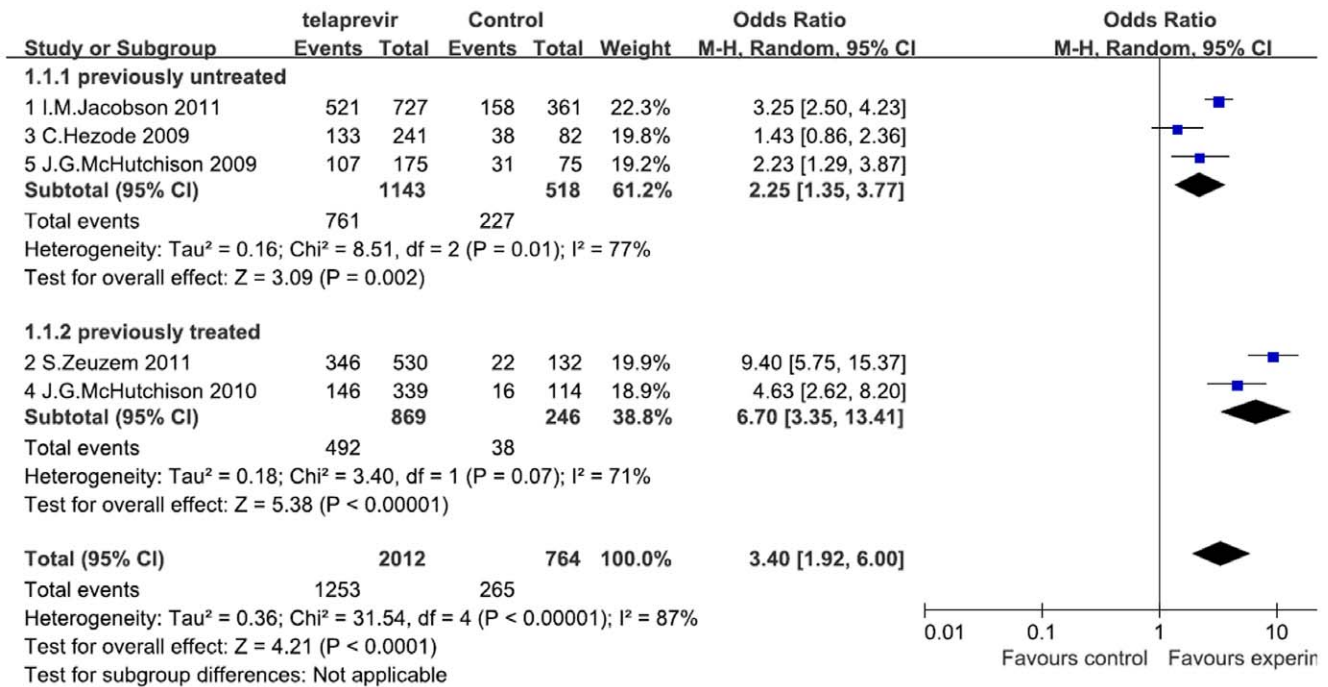 telaprevir Control Odds Ratio Odds Ratio
Study or Subgroup Events Total Events Total Weight M-H, Random, 95% CI M-H, Random, 95% CI
1.1.1 previously untreated
1 I.M.Jacobson 2011 521 727 158 361 22.3% 3.25 [2.50, 4.23]
3 C.Hezode 2009 133 241 38 82 19.8% 1.43 [0.86, 2.36]
5 J.G.McHutchison 2009 107 175 31 75 19.2% 2.23 [1.29, 3.87]
Subtotal (95% CI) 1143 518 61.2% 2.25 [1.35, 3.77]
Total events 761 227
Heterogeneity: Tau² = 0.16; Chi² = 8.51, df = 2 (P = 0.01); I² = 77%
Test for overall effect: Z = 3.09 (P = 0.002)
1.1.2 previously treated
2 S.Zeuzem 2011 346 530 22 132 19.9% 9.40 [5.75, 15.37]
4 J.G.McHutchison 2010 146 339 16 114 18.9% 4.63 [2.62, 8.20]
Subtotal (95% CI) 869 246 38.8% 6.70 [3.35, 13.41]
Total events 492 38
Heterogeneity: Tau² = 0.18; Chi² = 3.40, df = 1 (P = 0.07); I² = 71%
Test for overall effect: Z = 5.38 (P < 0.00001)
Total (95% CI) 2012 764 100.0% 3.40 [1.92, 6.00]
Total events 1253 265
Heterogeneity: Tau² = 0.36; Chi² = 31.54, df = 4 (P < 0.00001); I² = 87%
Test for overall effect: Z = 4.21 (P < 0.0001)
Test for subgroup differences: Not applicable
0.01 0.1 1 10
Favours control Favours experin